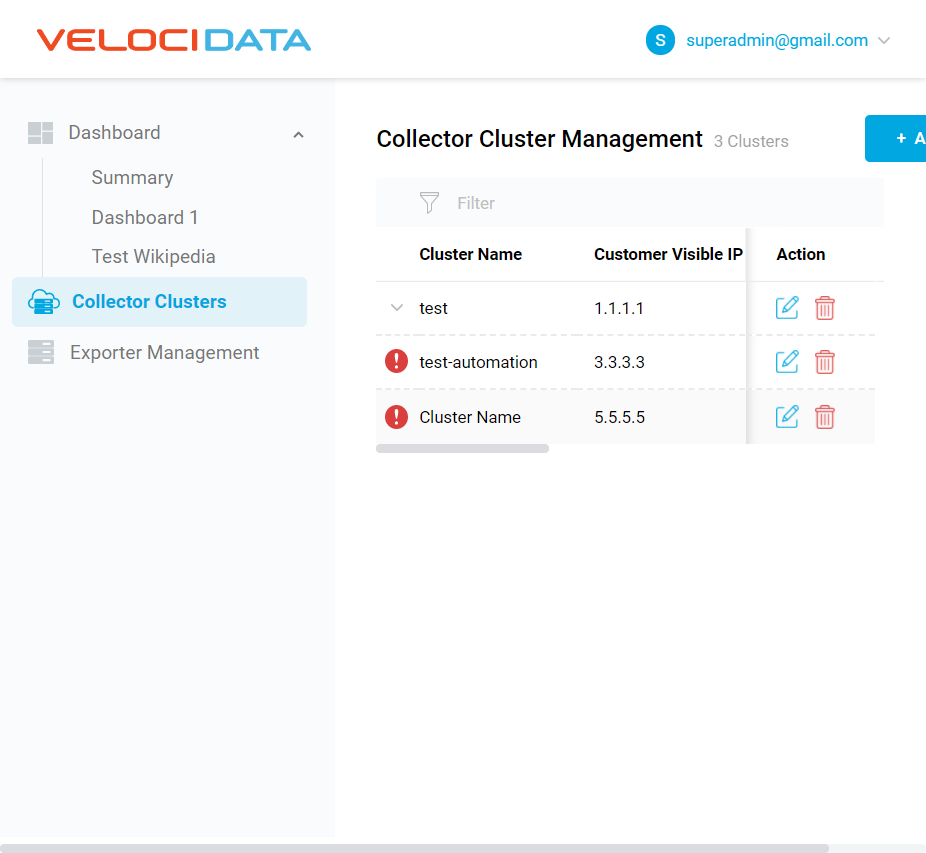 VELOCIDATA
S superadmin@gmail.com
Dashboard
Summary
Dashboard 1
Test Wikipedia
Collector Clusters
Exporter Management
Collector Cluster Management 3 Clusters
+ A
Filter
Cluster Name Customer Visible IP Action
test 1.1.1.1
test-automation 3.3.3.3
Cluster Name 5.5.5.5